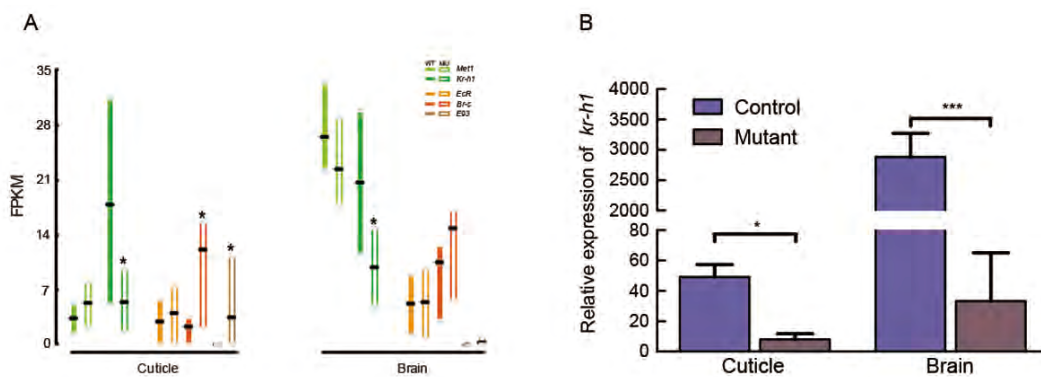 A
35
28
21
14
7
0
FPKM
WT MU
Met1
Kr-h1
EcR
Br-c
E93
*
*
*
*
Cuticle
Brain
B
Relative expression of kr-h1
4000
3500
3000
2500
2000
80
60
40
20
0
Control
Mutant
*
***
Cuticle
Brain